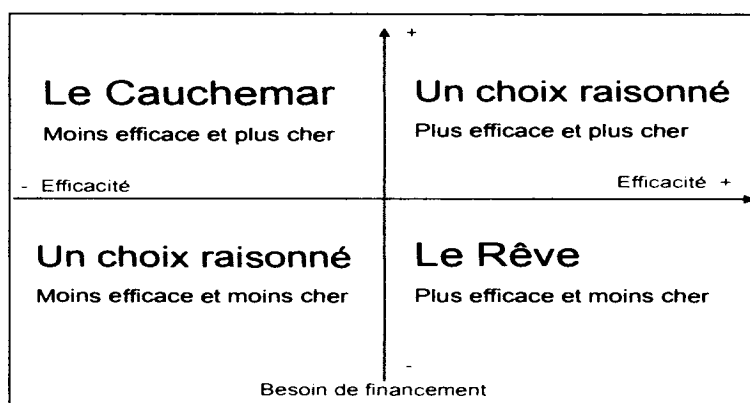 +
Le Cauchemar
Moins efficace et plus cher
Un choix raisonné
Plus efficace et plus cher
- Efficacité
Efficacité +
Un choix raisonné
Moins efficace et moins cher
Le Rêve
Plus efficace et moins cher
-
Besoin de financement